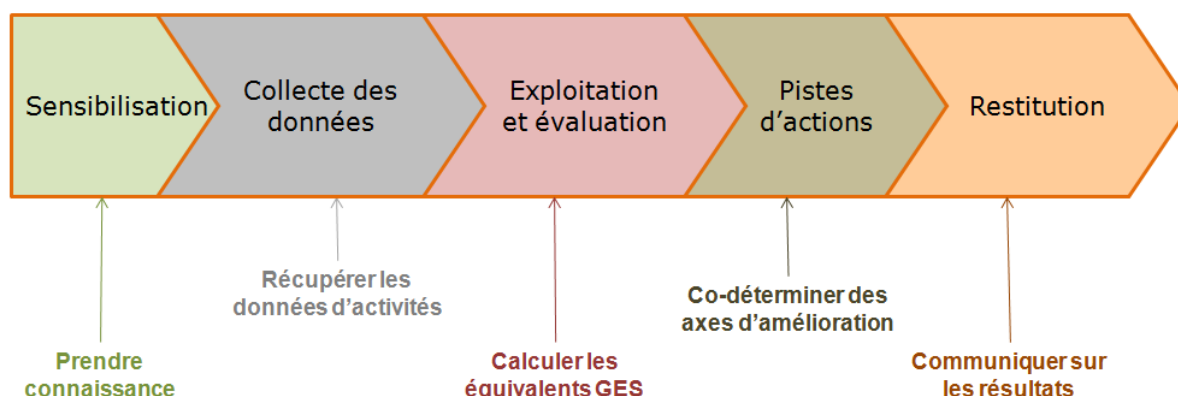 Sensibilisation
Collecte des
données
Exploitation
et évaluation
Pistes
d’actions
Restitution
Récupérer les
données d’activités
Co-déterminer des
axes d’amélioration
Prendre
connaissance
Calculer les
équivalents GES
Communiquer sur
les résultats